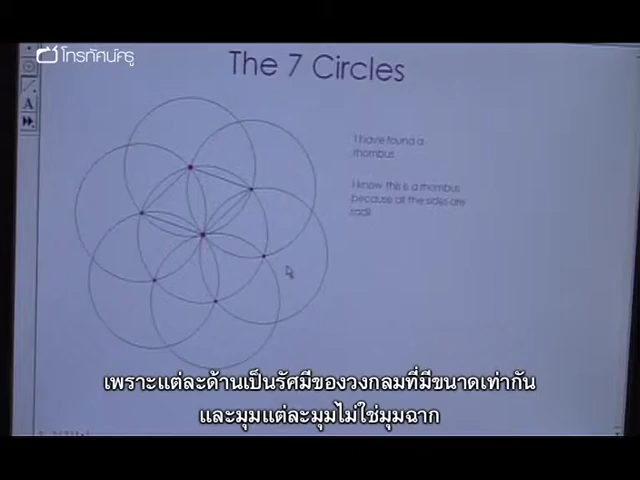 โทรทัศน์ครู
The 7 Circles
A
I have found a
rhombus
I know this is a rhombus
because all the sides are
radii
เพราะแต่ละด้านเป็นรัศมีของวงกลมที่มีขนาดเท่ากัน
และมุมแต่ละมุมไม่ใช่มุมฉาก